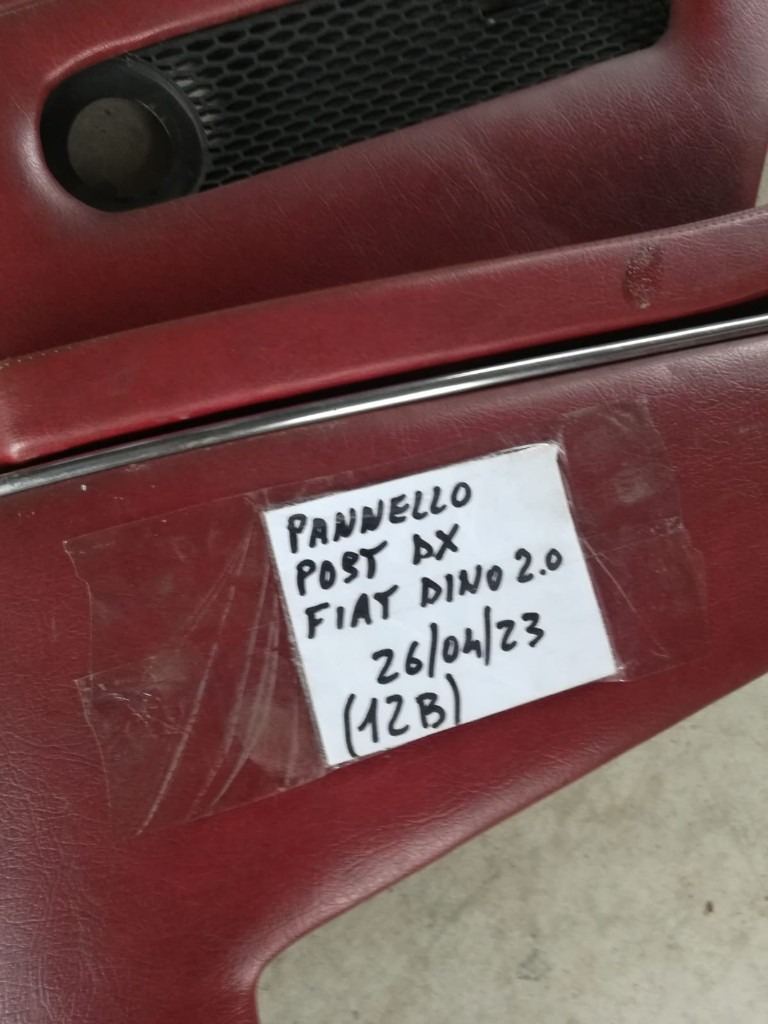 PANNELLO
POST DX
FIAT DINO 2.0
26/04/23
(12B)